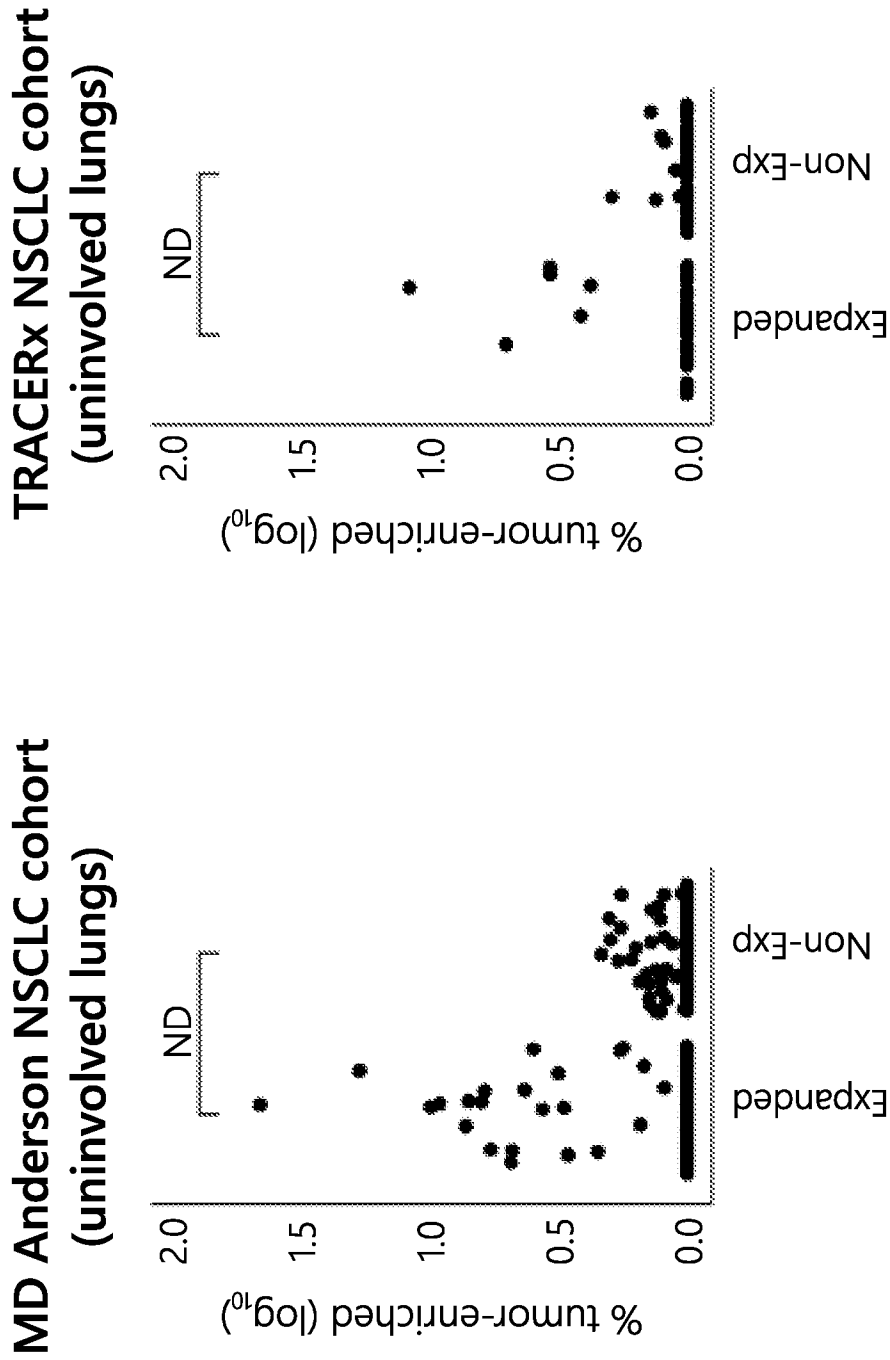 MD Anderson NSCLC cohort
(uninvolved lungs)
ND
% tumor-enriched (log₁₀)
2.0
1.5
1.0
0.5
0.0
Expanded
Non-Exp
TRACERx NSCLC cohort
(uninvolved lungs)
ND
% tumor-enriched (log₁₀)
2.0
1.5
1.0
0.5
0.0
Expanded
Non-Exp